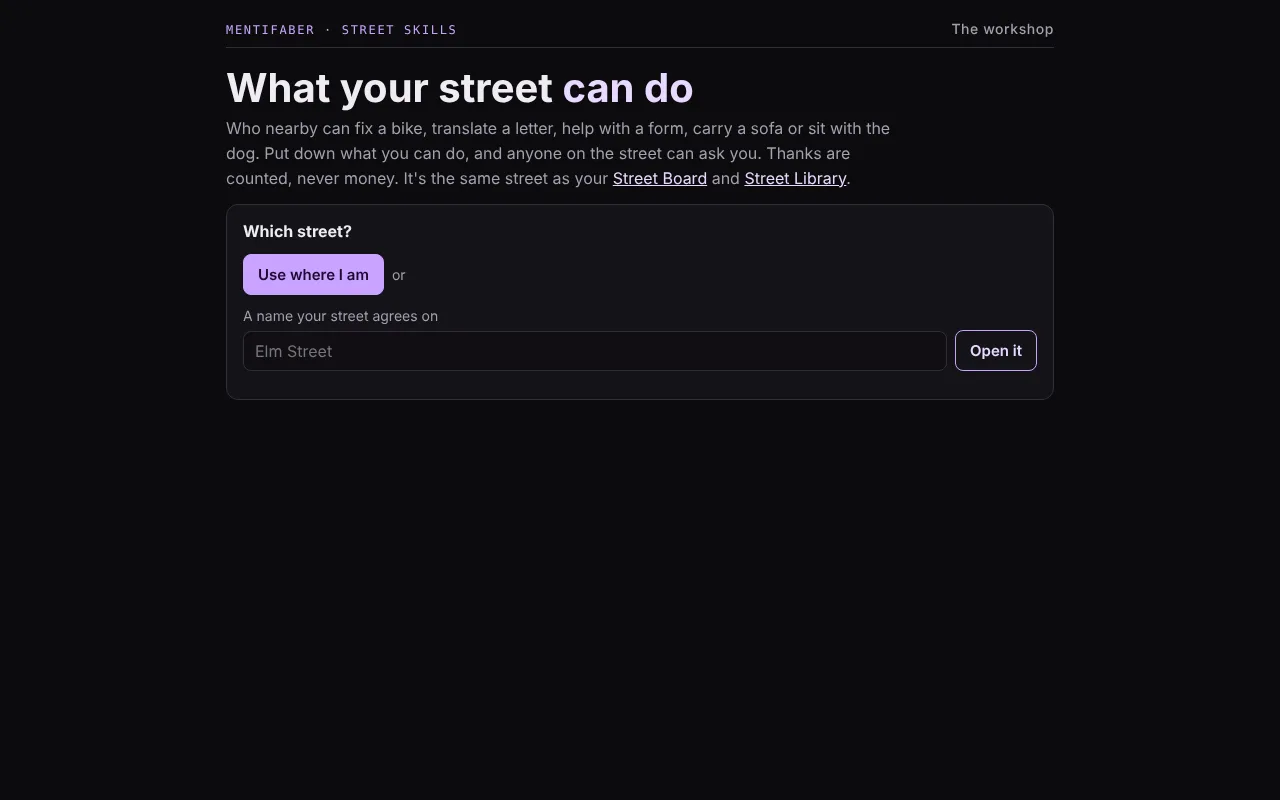 MENTIFABER · STREET SKILLS
The workshop
What your street can do
Who nearby can fix a bike, translate a letter, help with a form, carry a sofa or sit with the
dog. Put down what you can do, and anyone on the street can ask you. Thanks are
counted, never money. It's the same street as your Street Board and Street Library.
Which street?
Use where I am or
A name your street agrees on
Elm Street
Open it